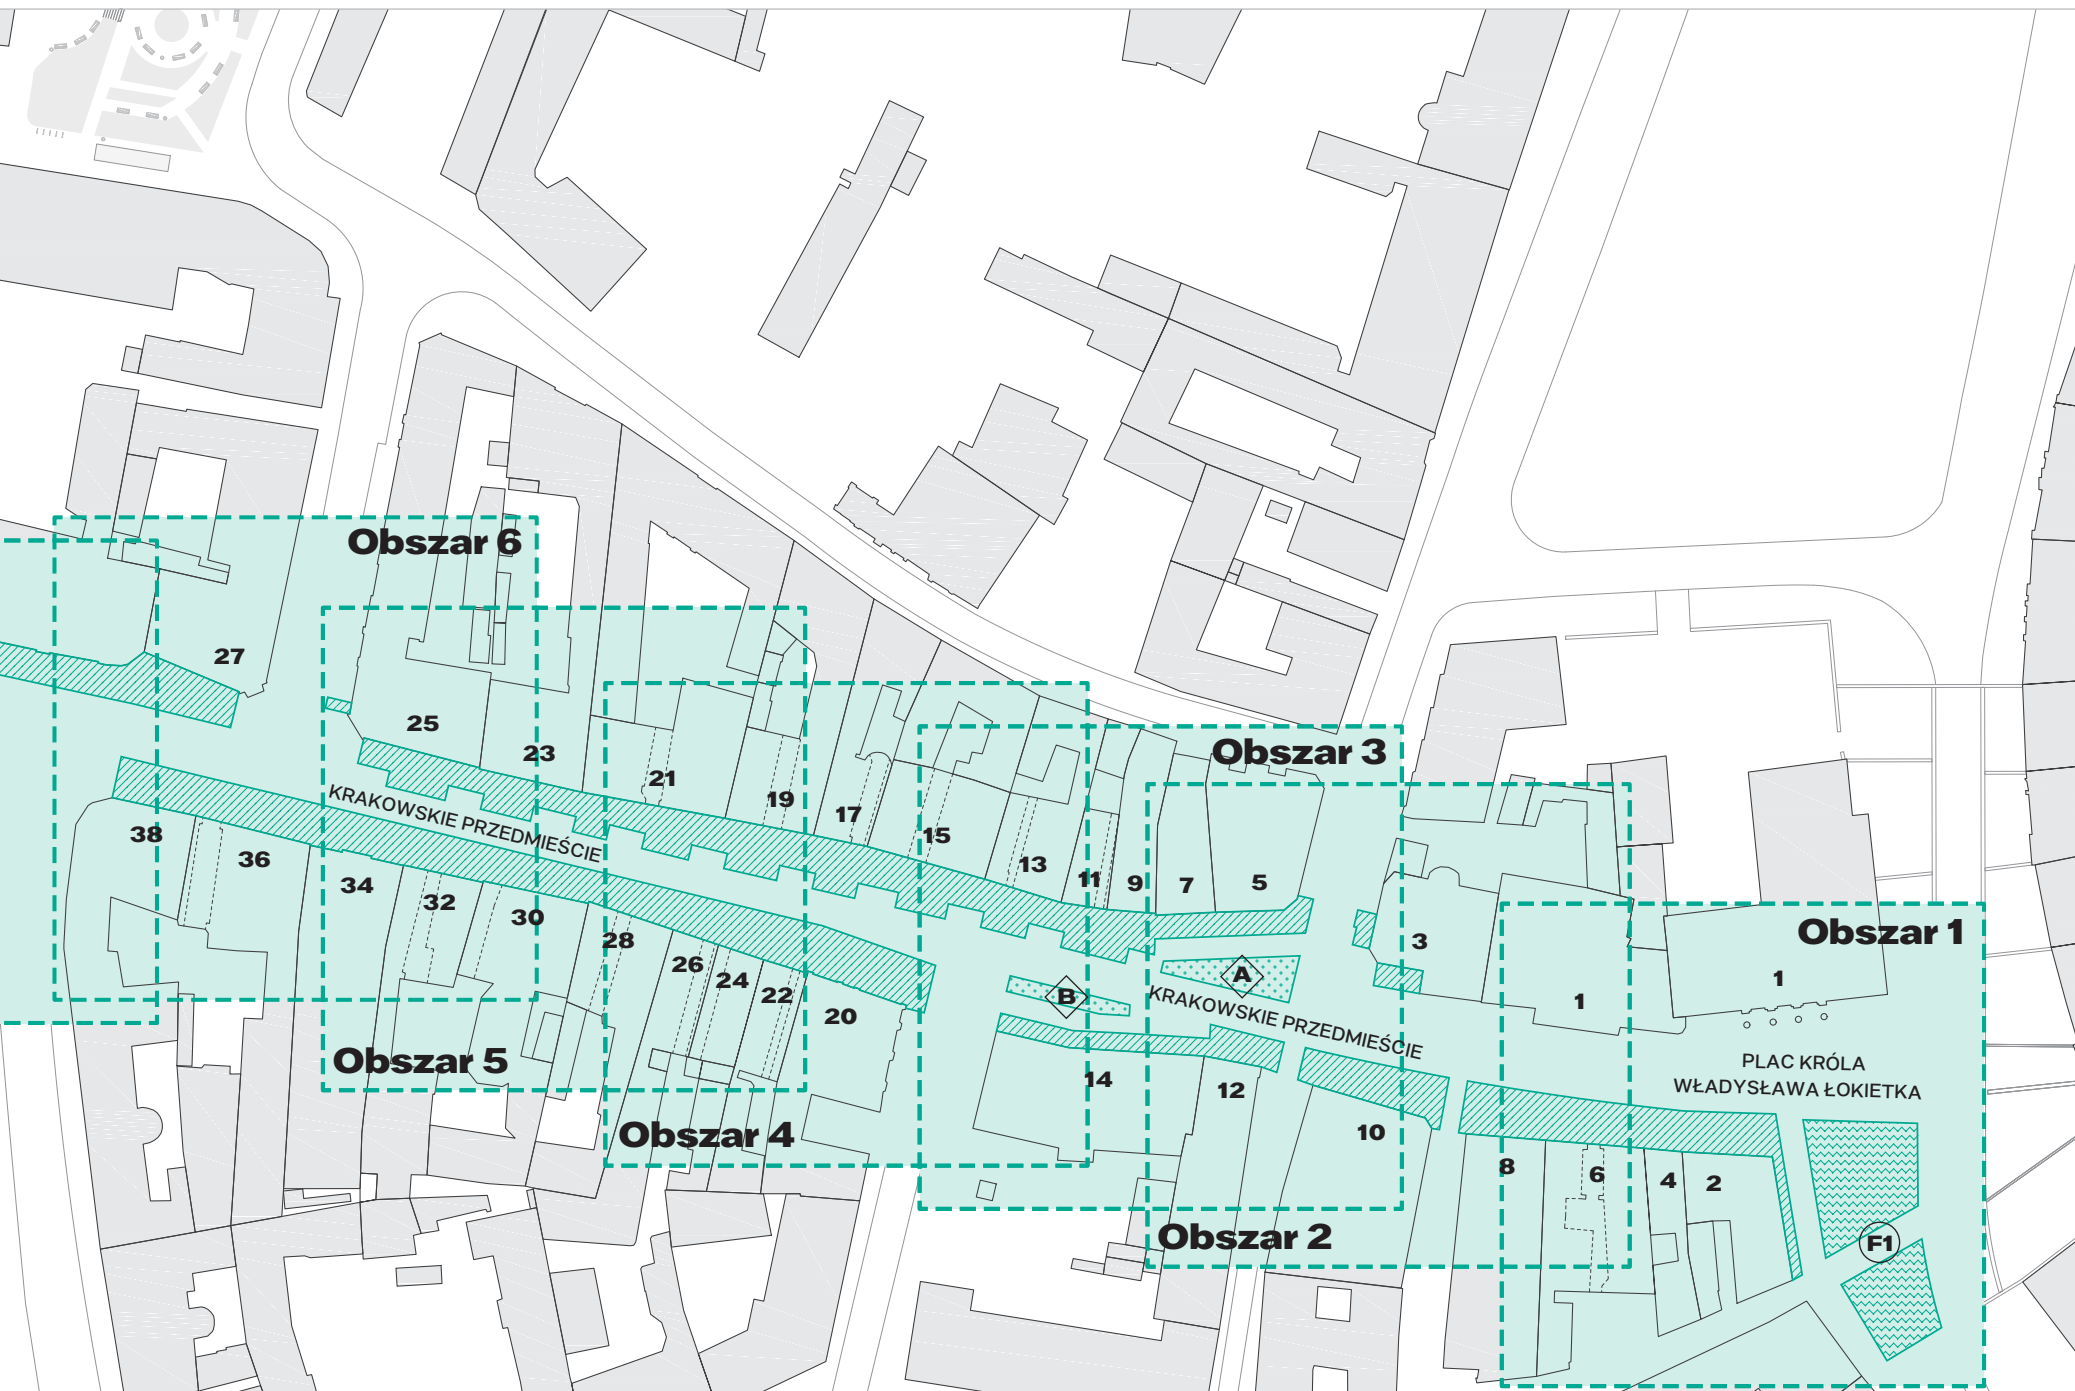 Obszar 6
27
25
23
21
19
17
15
13
11
9
7
5
Obszar 3
3
1
Obszar 1
1
KRAKOWSKIE PRZEDMIEŚCIE
38
36
34
32
30
28
26
24
22
20
B
A
KRAKOWSKIE PRZEDMIEŚCIE
PLAC KRÓLA
WŁADYSŁAWA ŁOKIETKA
Obszar 5
14
12
10
Obszar 4
8
6
4
2
Obszar 2
F1